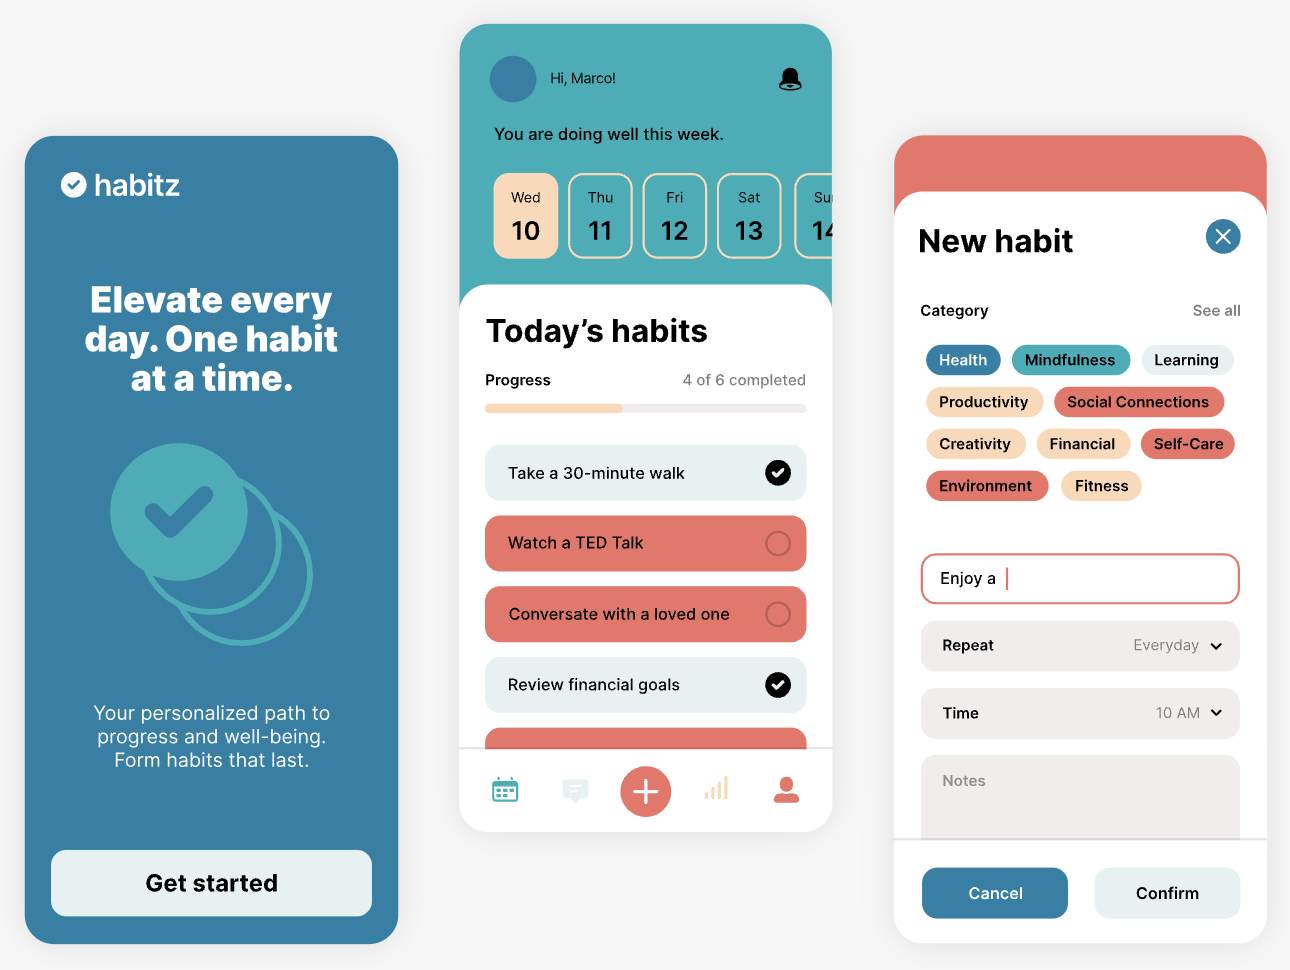 habitz
Elevate every
day. One habit
at a time.
Your personalized path to
progress and well-being.
Form habits that last.
Get started
Hi, Marco!
You are doing well this week.
Wed Thu Fri Sat Su
10 11 12 13 14
Today’s habits
Progress 4 of 6 completed
Take a 30-minute walk
Watch a TED Talk
Conversate with a loved one
Review financial goals
New habit
Category See all
Health Mindfulness Learning
Productivity Social Connections
Creativity Financial Self-Care
Environment Fitness
Enjoy a
Repeat Everyday
Time 10 AM
Notes
Cancel Confirm